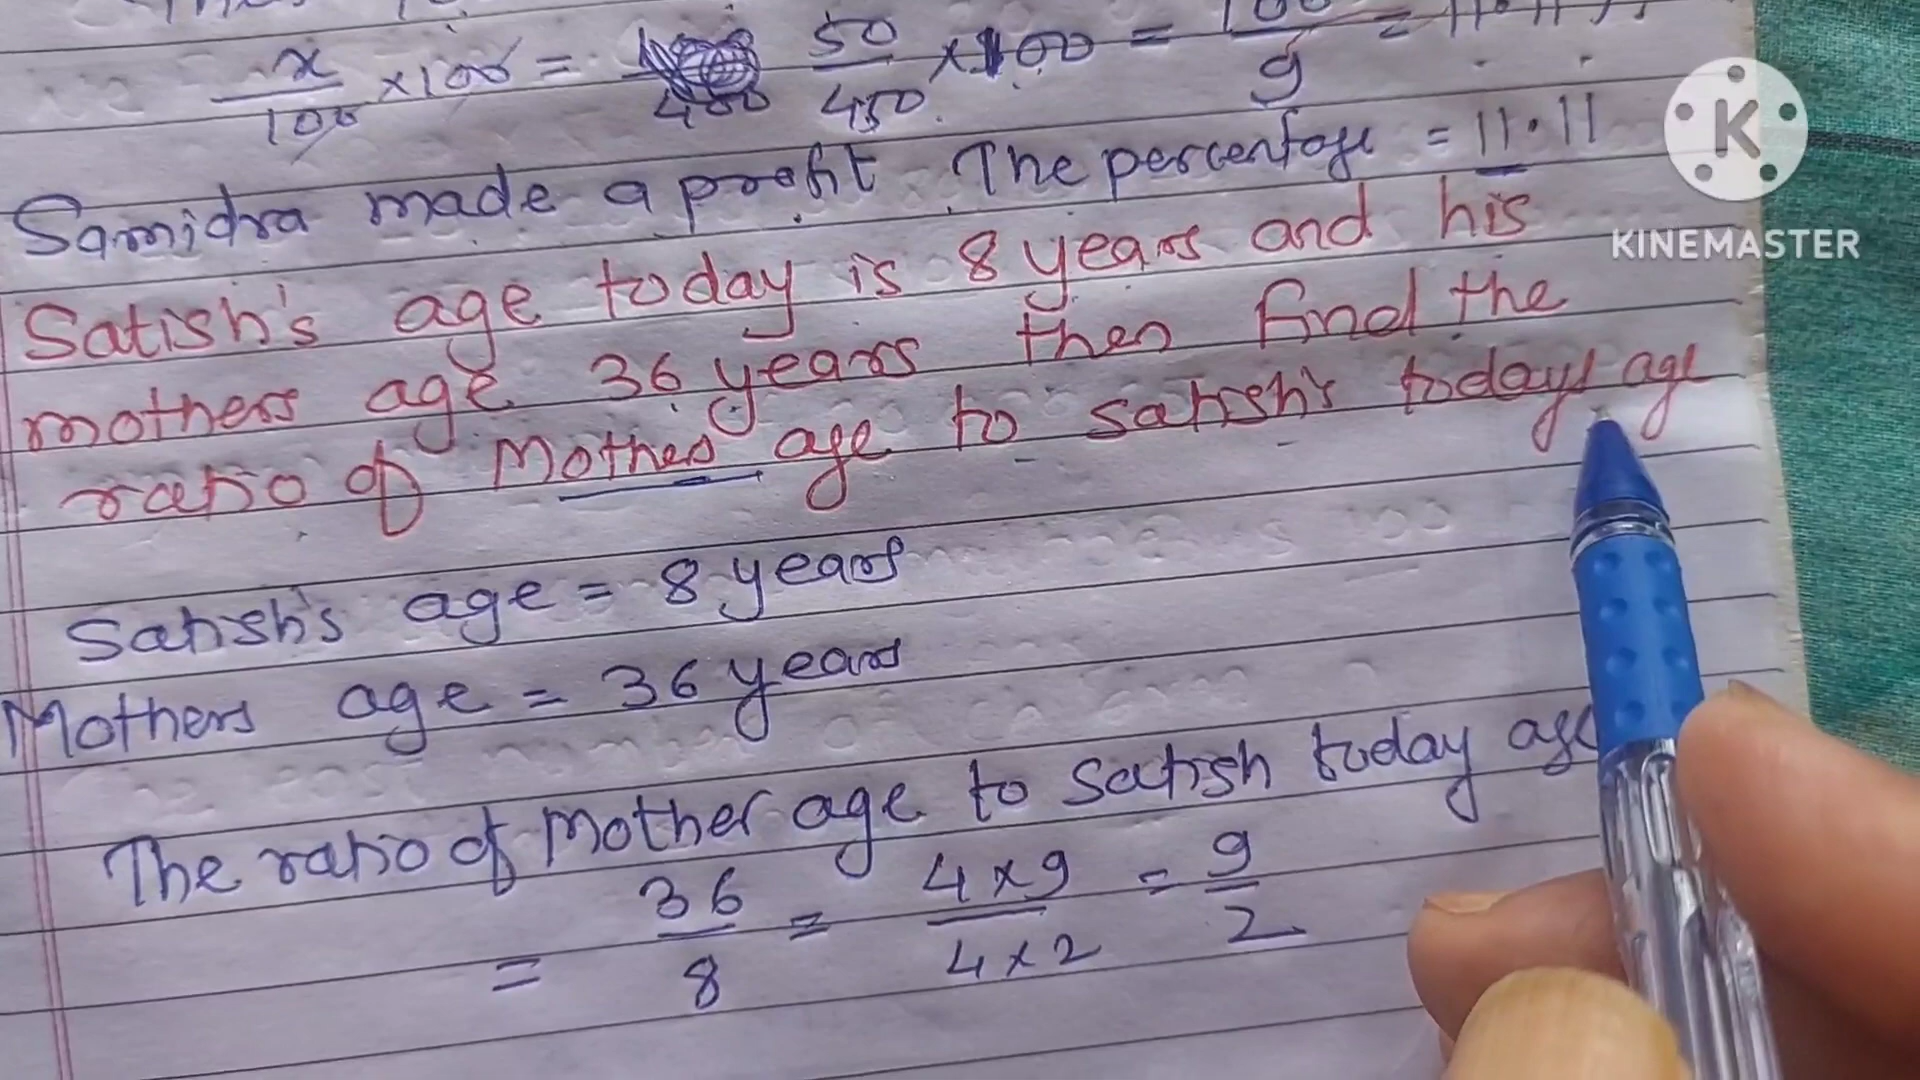 x/100 × 100 = 50/450 × 100 = 100/9 = 11.11
Samidra made a profit. The percentage = 11.11
Satish's age today is 8 years and his
mothers age 36 years then find the
ratio of Mother age to satish's todays age
Satish's age = 8 years
Mothers age = 36 years
The ratio of Mother age to Satish today age
= 36/8 = 4×9/4×2 = 9/2
K
KINEMASTER